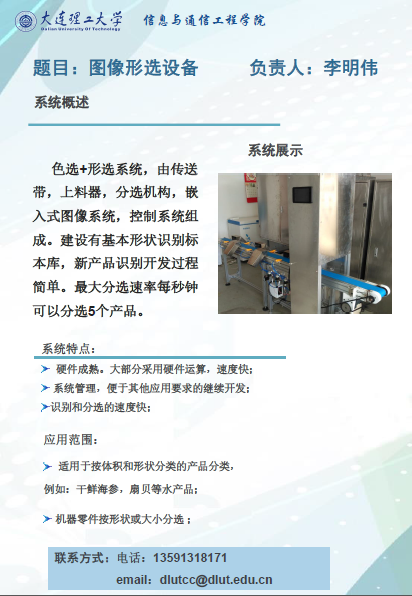 大连理工大学
Dalian University Of Technology
信息与通信工程学院
题目：图像形选设备 负责人：李明伟
系统概述
色选+形选系统，由传送
带，上料器，分选机构，嵌
入式图像系统，控制系统组
成。建设有基本形状识别标
本库，新产品识别开发过程
简单。最大分选速率每秒钟
可以分选5个产品。
系统展示
系统特点：
硬件成熟。大部分采用硬件运算，速度快；
系统管理，便于其他应用要求的继续开发；
识别和分选的速度快；
应用范围：
适用于按体积和形状分类的产品分类，
例如：干鲜海参，扇贝等水产品；
机器零件按形状或大小分选；
联系方式：电话：13591318171
email：dlutcc@dlut.edu.cn